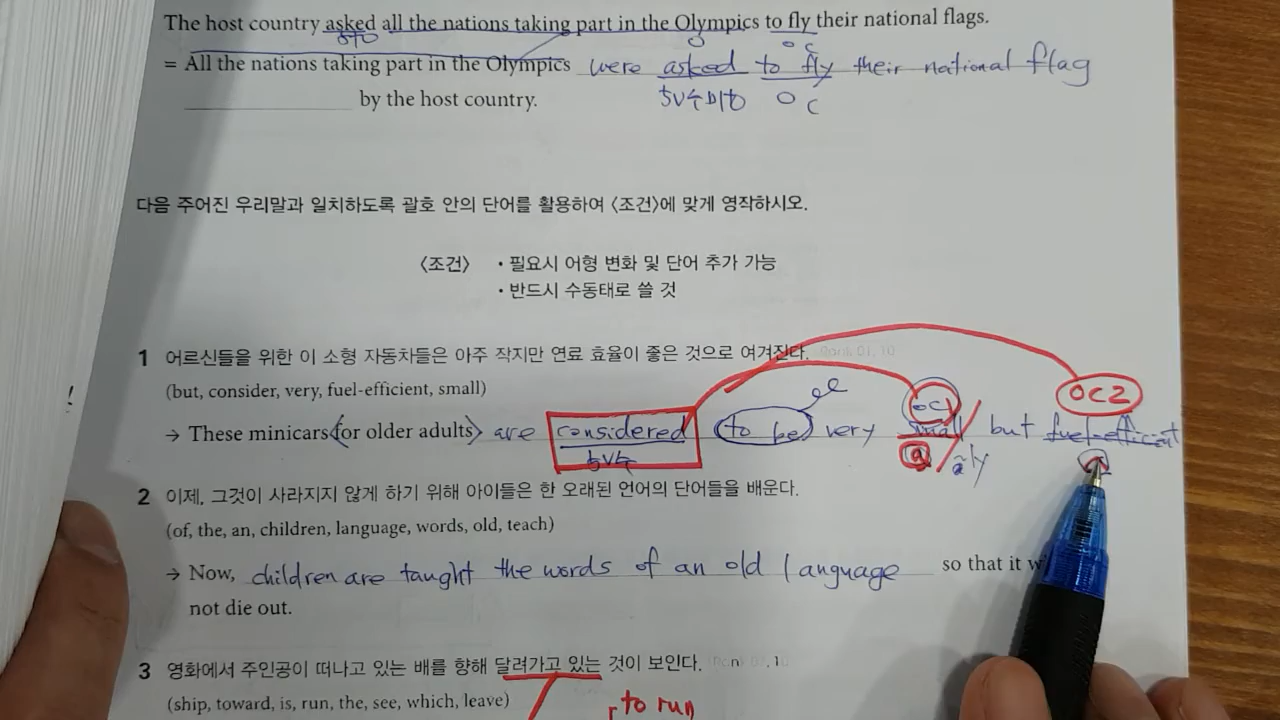 The host country asked all the nations taking part in the Olympics to fly their national flags.
5형 O OC
= All the nations taking part in the Olympics were asked to fly their national flag
by the host country. 5V수 OC
다음 주어진 우리말과 일치하도록 괄호 안의 단어를 활용하여 〈조건〉에 맞게 영작하시오.
〈조건〉 • 필요시 어형 변화 및 단어 추가 가능
• 반드시 수동태로 쓸 것
1 어르신들을 위한 이 소형 자동차들은 아주 작지만 연료 효율이 좋은 것으로 여겨진다.
(but, consider, very, fuel-efficient, small)
OC1 OC2
→ These minicars for older adults are considered to be very small but fuel-efficient
5V수 a ly a
2 이제, 그것이 사라지지 않게 하기 위해 아이들은 한 오래된 언어의 단어들을 배운다.
(of, the, an, children, language, words, old, teach)
→ Now, children are taught the words of an old language so that it
not die out.
3 영화에서 주인공이 떠나고 있는 배를 향해 달려가고 있는 것이 보인다.
(ship, toward, is, run, the, see, which, leave)
to run
!